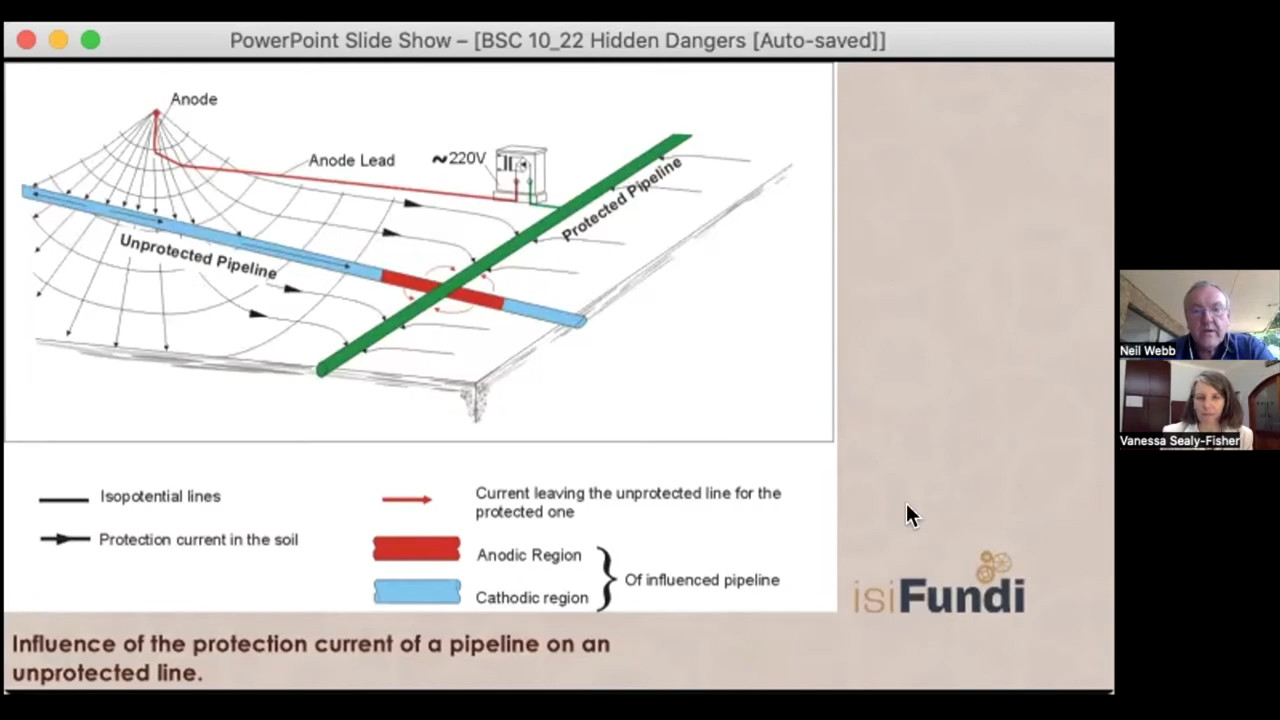 PowerPoint Slide Show – [BSC 10_22 Hidden Dangers [Auto-saved]]
Anode
Anode Lead
~220V
Protected Pipeline
Unprotected Pipeline
Isopotential lines
Protection current in the soil
Current leaving the unprotected line for the
protected one
Anodic Region
Cathodic region
Of influenced pipeline
isiFundi
Influence of the protection current of a pipeline on an
unprotected line.
Neil Webb
Vanessa Sealy-Fisher